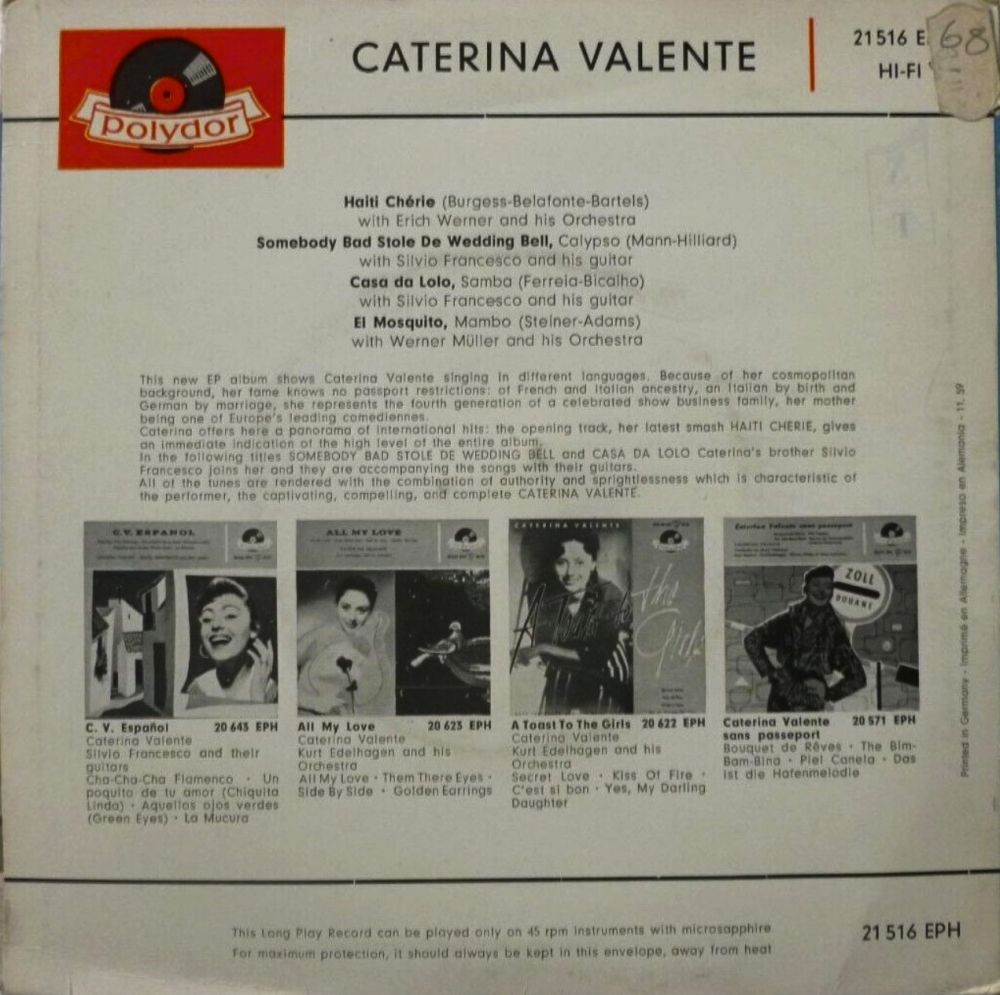 polydor
CATERINA VALENTE
21 516 E
68
HI-FI
Haiti Chérie (Burgess-Belafonte-Bartels)
with Erich Werner and his Orchestra
Somebody Bad Stole De Wedding Bell, Calypso (Mann-Hilliard)
with Silvio Francesco and his guitar
Casa da Lolo, Samba (Ferreia-Bicalho)
with Silvio Francesco and his guitar
El Mosquito, Mambo (Steiner-Adams)
with Werner Müller and his Orchestra
This new EP album shows Caterina Valente singing in different languages. Because of her cosmopolitan
background, her fame knows no passport restrictions: of French and Italian ancestry, an Italian by birth and
German by marriage, she represents the fourth generation of a celebrated show business family, her mother
being one of Europe's leading comediennes.
Caterina offers here a panorama of international hits: the opening track, her latest smash HAITI CHERIE, gives
an immediate indication of the high level of the entire album.
In the following titles SOMEBODY BAD STOLE DE WEDDING BELL and CASA DA LOLO Caterina's brother Silvio
Francesco joins her and they are accompanying the songs with their guitars.
All of the tunes are rendered with the combination of authority and sprightlessness which is characteristic of
the performer, the captivating, compelling, and complete CATERINA VALENTE.
C. V. ESPAÑOL
ALL MY LOVE
CATERINA VALENTE
A Toast to the Girls
Caterina Valente sans passeport
ZOLL
DOUANE
C. V. Español 20 643 EPH
Caterina Valente
Silvio Francesco and their
guitars
Cha-Cha-Cha Flamenco · Un
poquito de tu amor (Chiquita
Linda) · Aquellos ojos verdes
(Green Eyes) · La Mucura
All My Love 20 623 EPH
Caterina Valente
Kurt Edelhagen and his
Orchestra
All My Love · Them There Eyes ·
Side By Side · Golden Earrings
A Toast To The Girls 20 622 EPH
Caterina Valente
Kurt Edelhagen and his
Orchestra
Secret Love · Kiss Of Fire ·
C'est si bon · Yes, My Darling
Daughter
Caterina Valente 20 571 EPH
sans passeport
Bouquet de Rêves · The Bim-
Bam-Bina · Piel Canela · Das
ist die Hafenmelodie
Printed in Germany - Imprimé en Allemagne - Impreso en Alemania - 11. 59
This Long Play Record can be played only on 45 rpm instruments with microsapphire
For maximum protection, it should always be kept in this envelope, away from heat
21 516 EPH